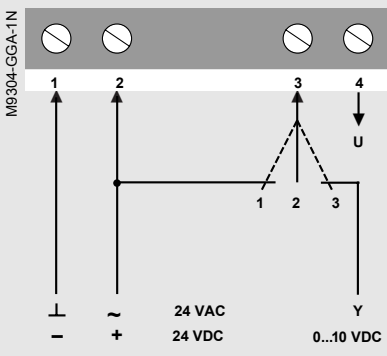 M9304-GGA-1N
1 2 3 4
U
1 2 3
⊥ ~ 24 VAC Y
− + 24 VDC 0...10 VDC